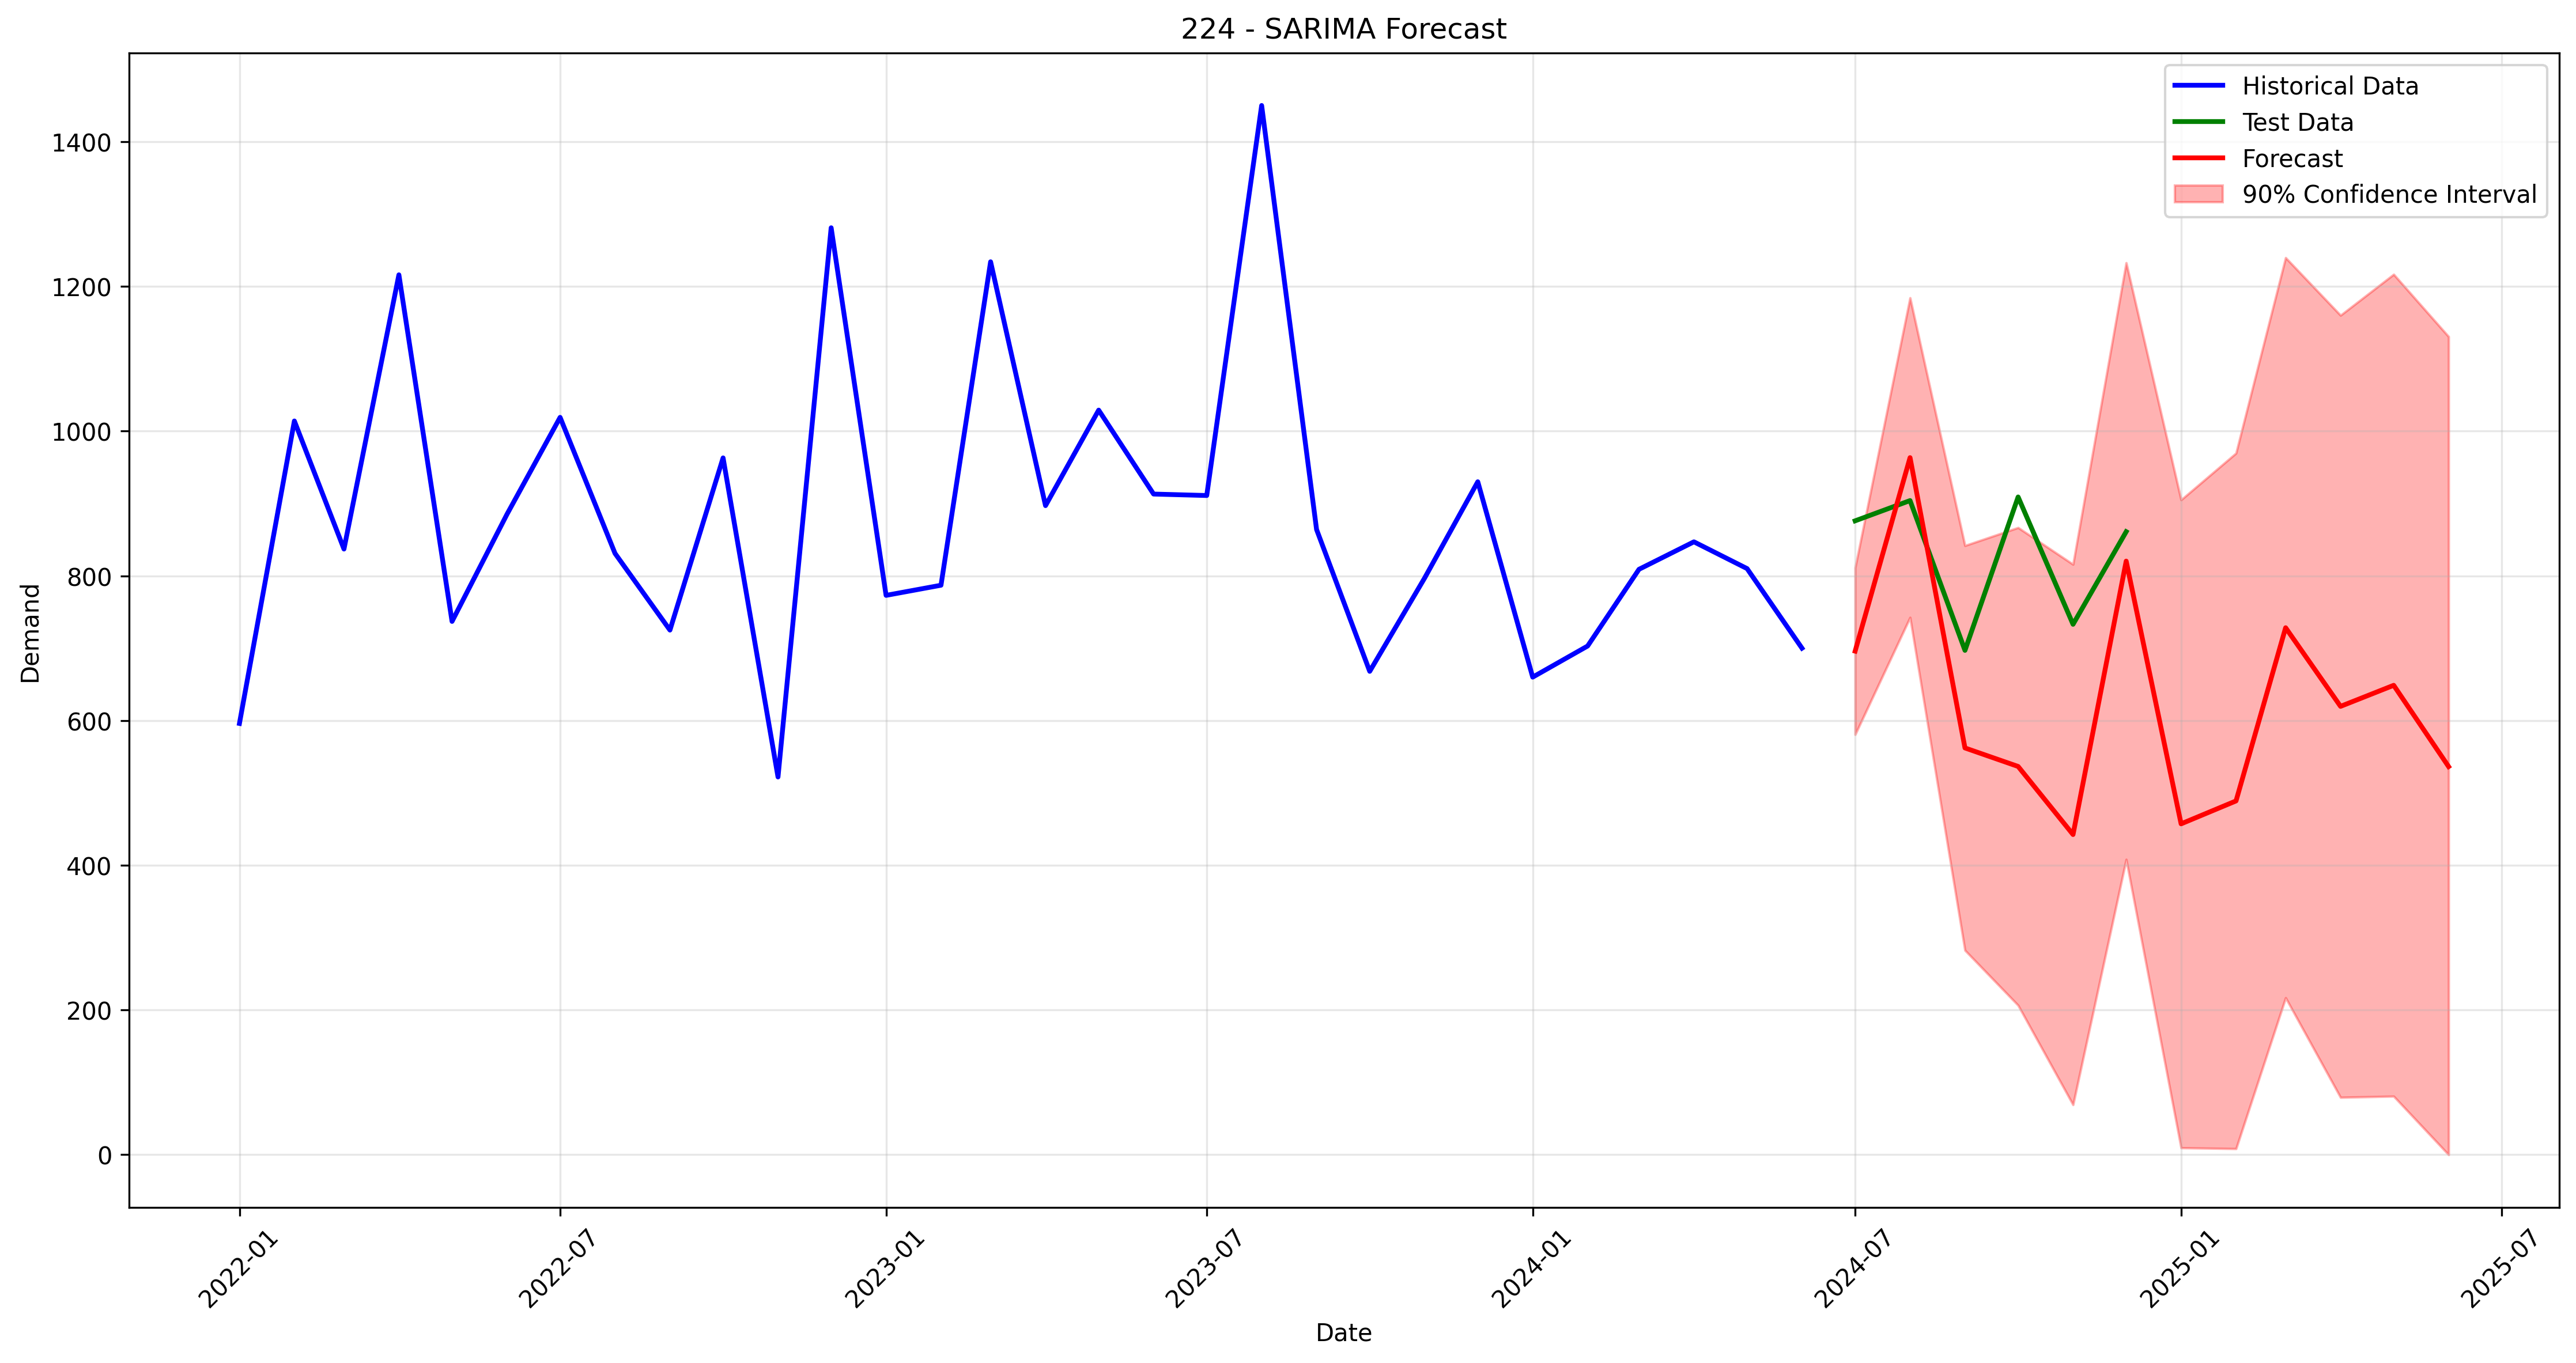 224 - SARIMA Forecast
Historical Data
Test Data
Forecast
90% Confidence Interval
Demand
1400
1200
1000
800
600
400
200
0
2022-01
2022-07
2023-01
2023-07
2024-01
2024-07
2025-01
2025-07
Date